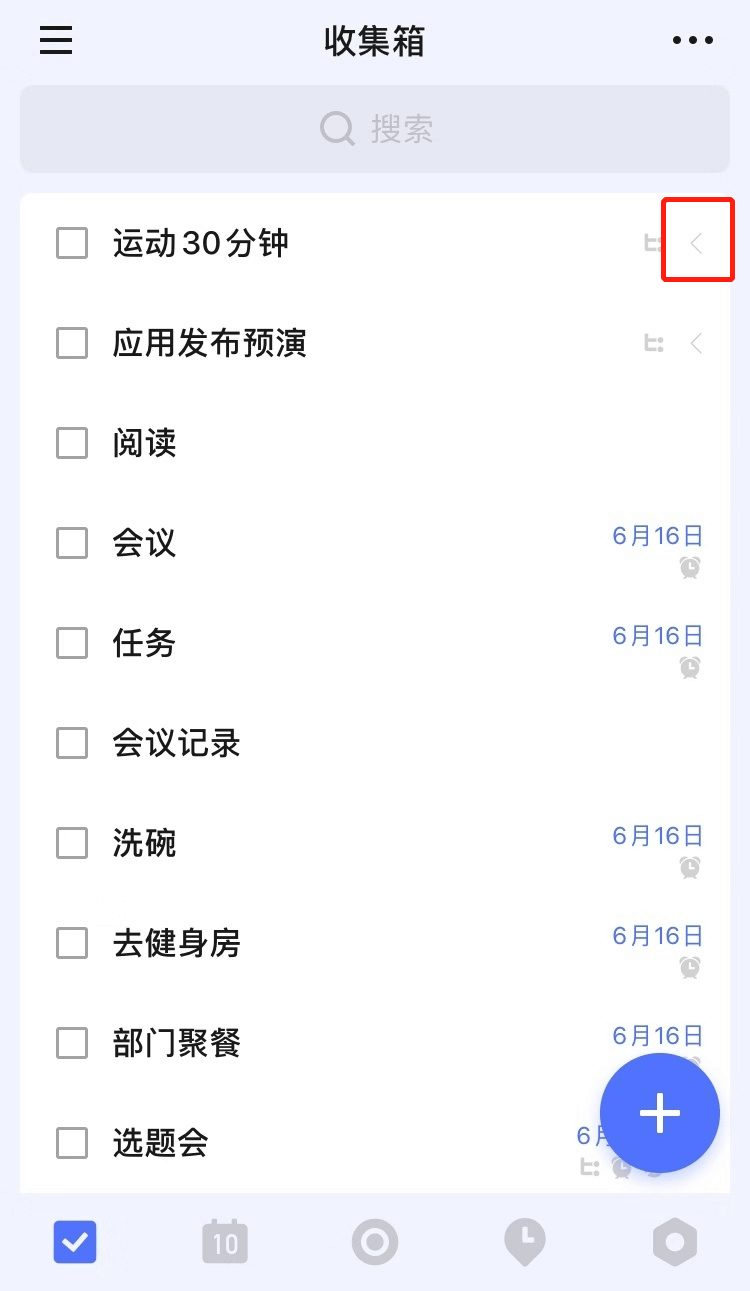 收集箱
搜索
运动30分钟
应用发布预演
阅读
会议
6月16日
任务
6月16日
会议记录
洗碗
6月16日
去健身房
6月16日
部门聚餐
6月16日
选题会
6月
10